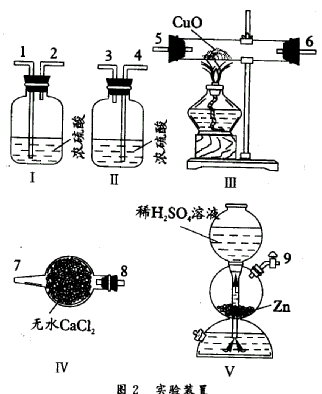 1 2 3 4
浓硫酸
浓硫酸
Ⅰ Ⅱ
CuO
5 6
Ⅲ
7 8
无水CaCl₂
Ⅳ
稀H₂SO₄溶液
9
Zn
Ⅴ
图2 实验装置